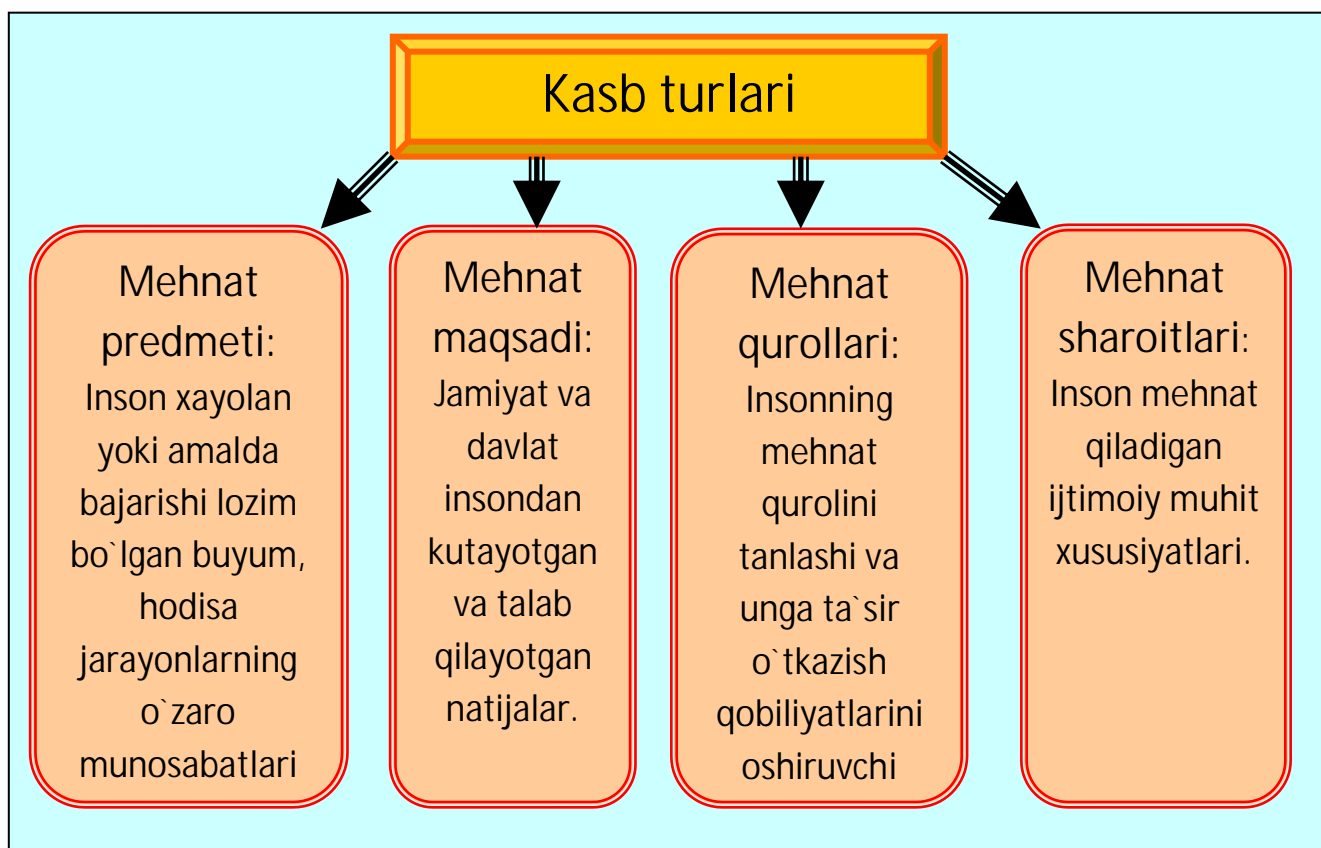 Kasb turlari
Mehnat
predmeti:
Inson xayolan
yoki amalda
bajarishi lozim
bo`lgan buyum,
hodisa
jarayonlarning
o`zaro
munosabatlari
Mehnat
maqsadi:
Jamiyat va
davlat
insondan
kutayotgan
va talab
qilayotgan
natijalar.
Mehnat
qurollari:
Insonning
mehnat
qurolini
tanlashi va
unga ta`sir
o`tkazish
qobiliyatlarini
oshiruvchi
Mehnat
sharoitlari:
Inson mehnat
qiladigan
ijtimoiy muhit
xususiyatlari.